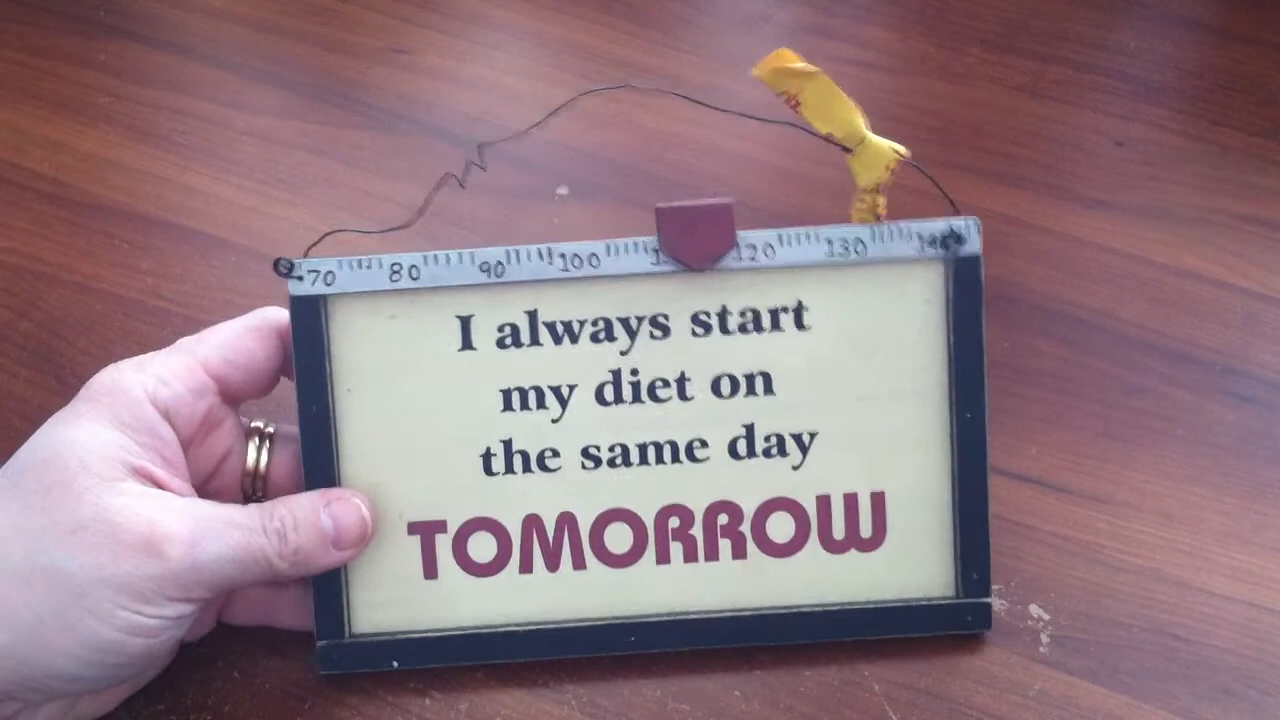 70 80 90 100 120 130
I always start
my diet on
the same day
TOMORROW